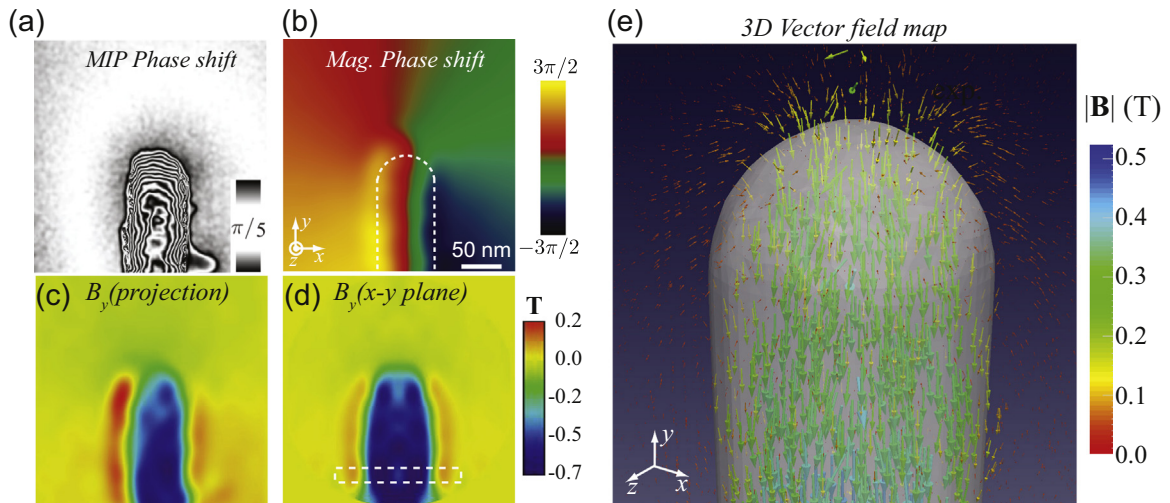 (a)
MIP Phase shift
π/5
(b)
Mag. Phase shift
3π/2
−3π/2
y
z
x
50 nm
(c)
B_y(projection)
(d)
B_y(x-y plane)
T
0.2
0.0
-0.2
-0.5
-0.7
(e)
3D Vector field map
|B| (T)
0.5
0.4
0.3
0.2
0.1
0.0
y
z
x